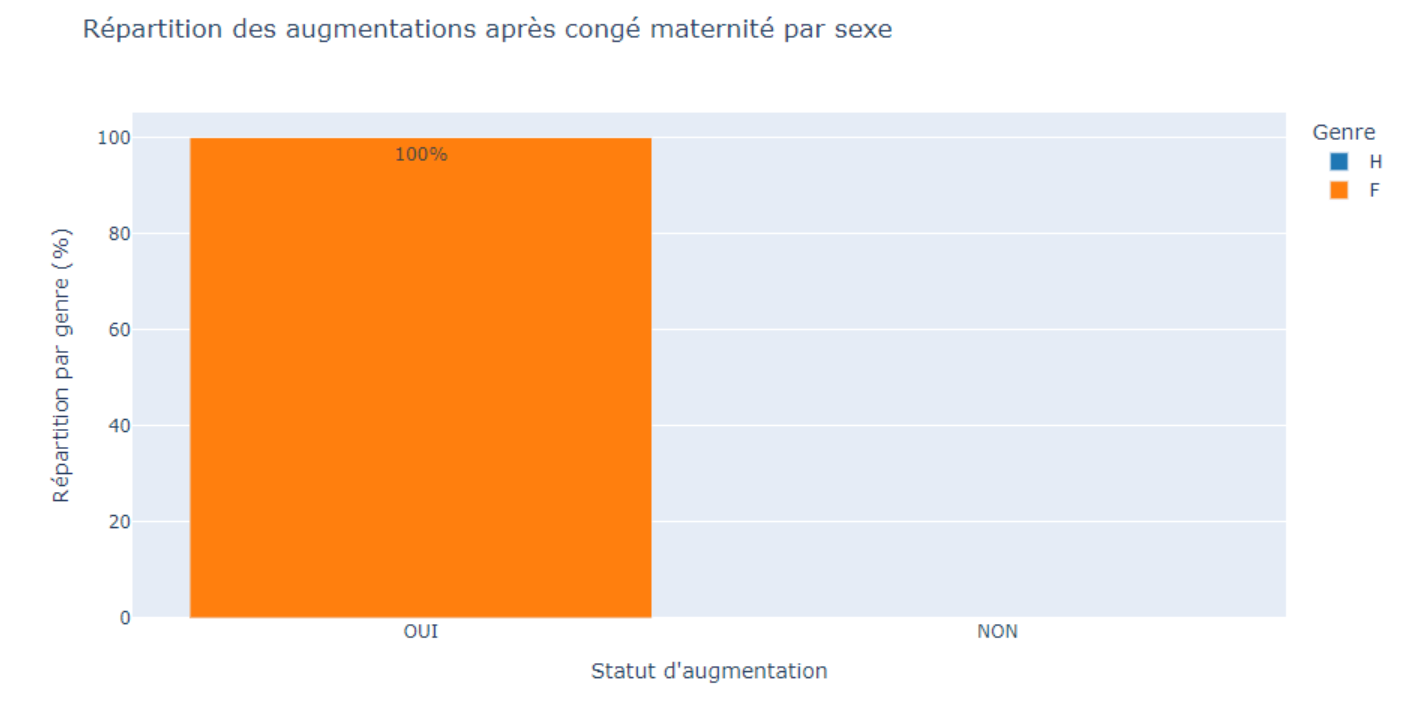 Répartition des augmentations après congé maternité par sexe
Genre
H
F
Répartition par genre (%)
100
80
60
40
20
0
100%
OUI
NON
Statut d'augmentation